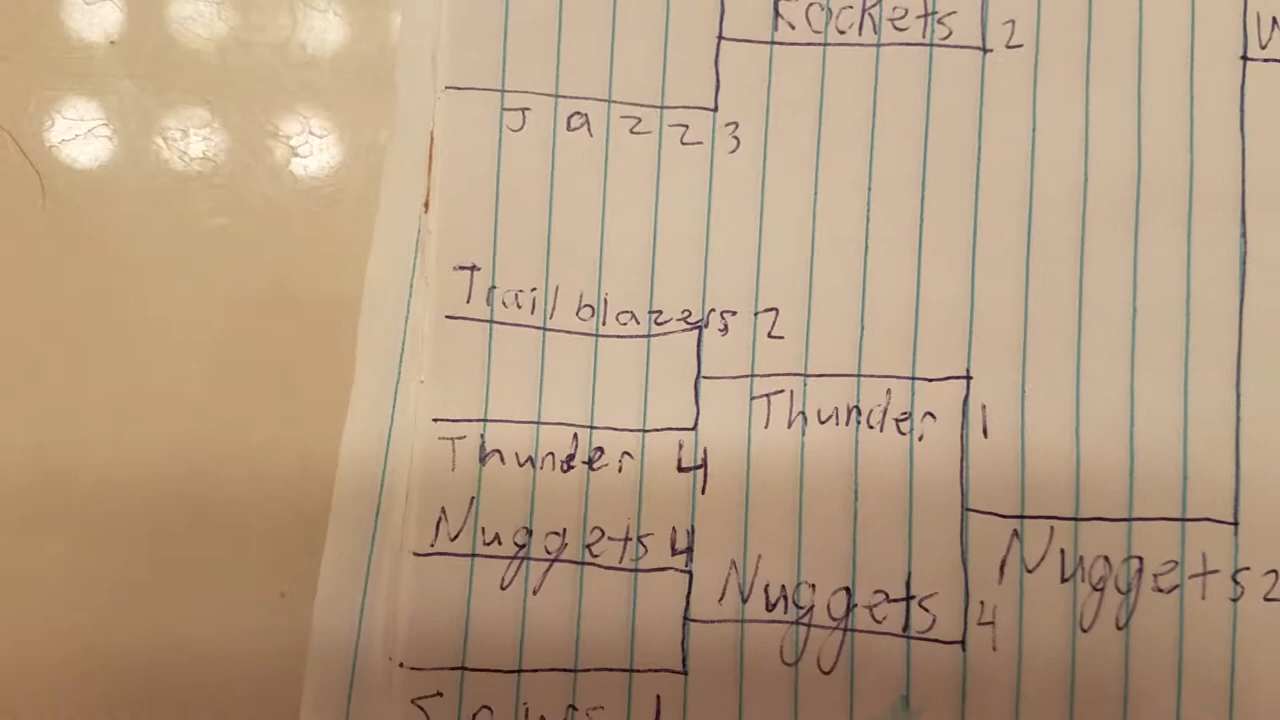 Rockets 2
Jazz 3
Trailblazers 2
Thunder 1
Thunder 4
Nuggets 4
Nuggets 4
Nuggets 2